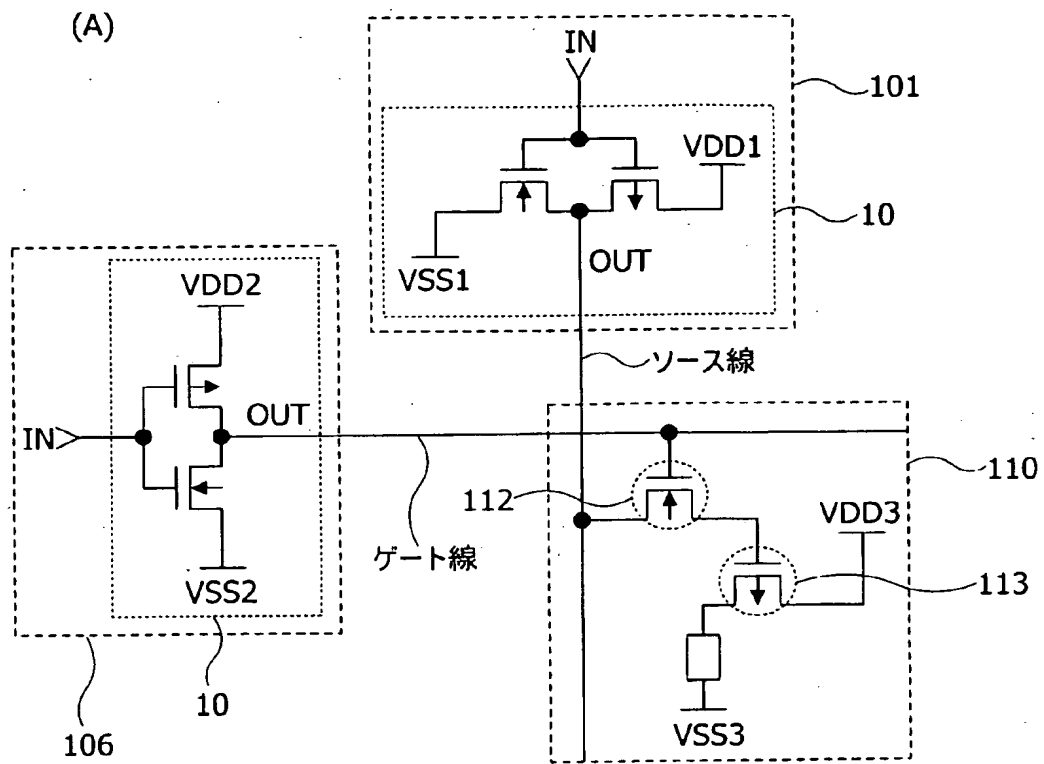 (A)
IN
101
VDD1
10
VSS1
OUT
VDD2
ソース線
OUT
IN
110
112
VDD3
ゲート線
113
VSS2
10
VSS3
106